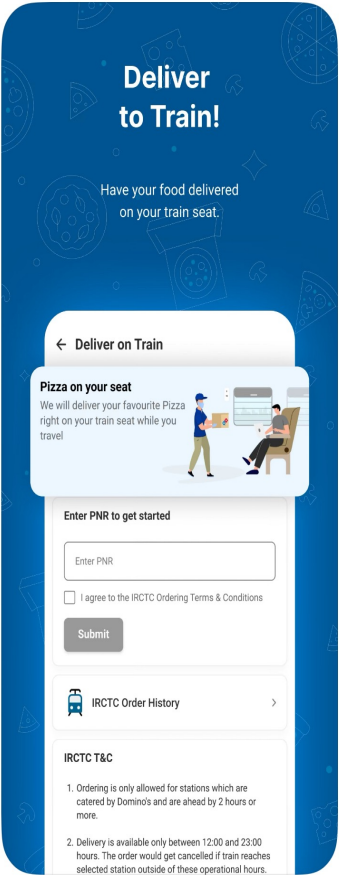 Deliver
to Train!
Have your food delivered
on your train seat.
← Deliver on Train
Pizza on your seat
We will deliver your favourite Pizza
right on your train seat while you
travel
Enter PNR to get started
Enter PNR
I agree to the IRCTC Ordering Terms & Conditions
Submit
IRCTC Order History
IRCTC T&C
1. Ordering is only allowed for stations which are
catered by Domino's and are ahead by 2 hours or
more.
2. Delivery is available only between 12:00 and 23:00
hours. The order would get cancelled if train reaches
selected station outside of these operational hours.